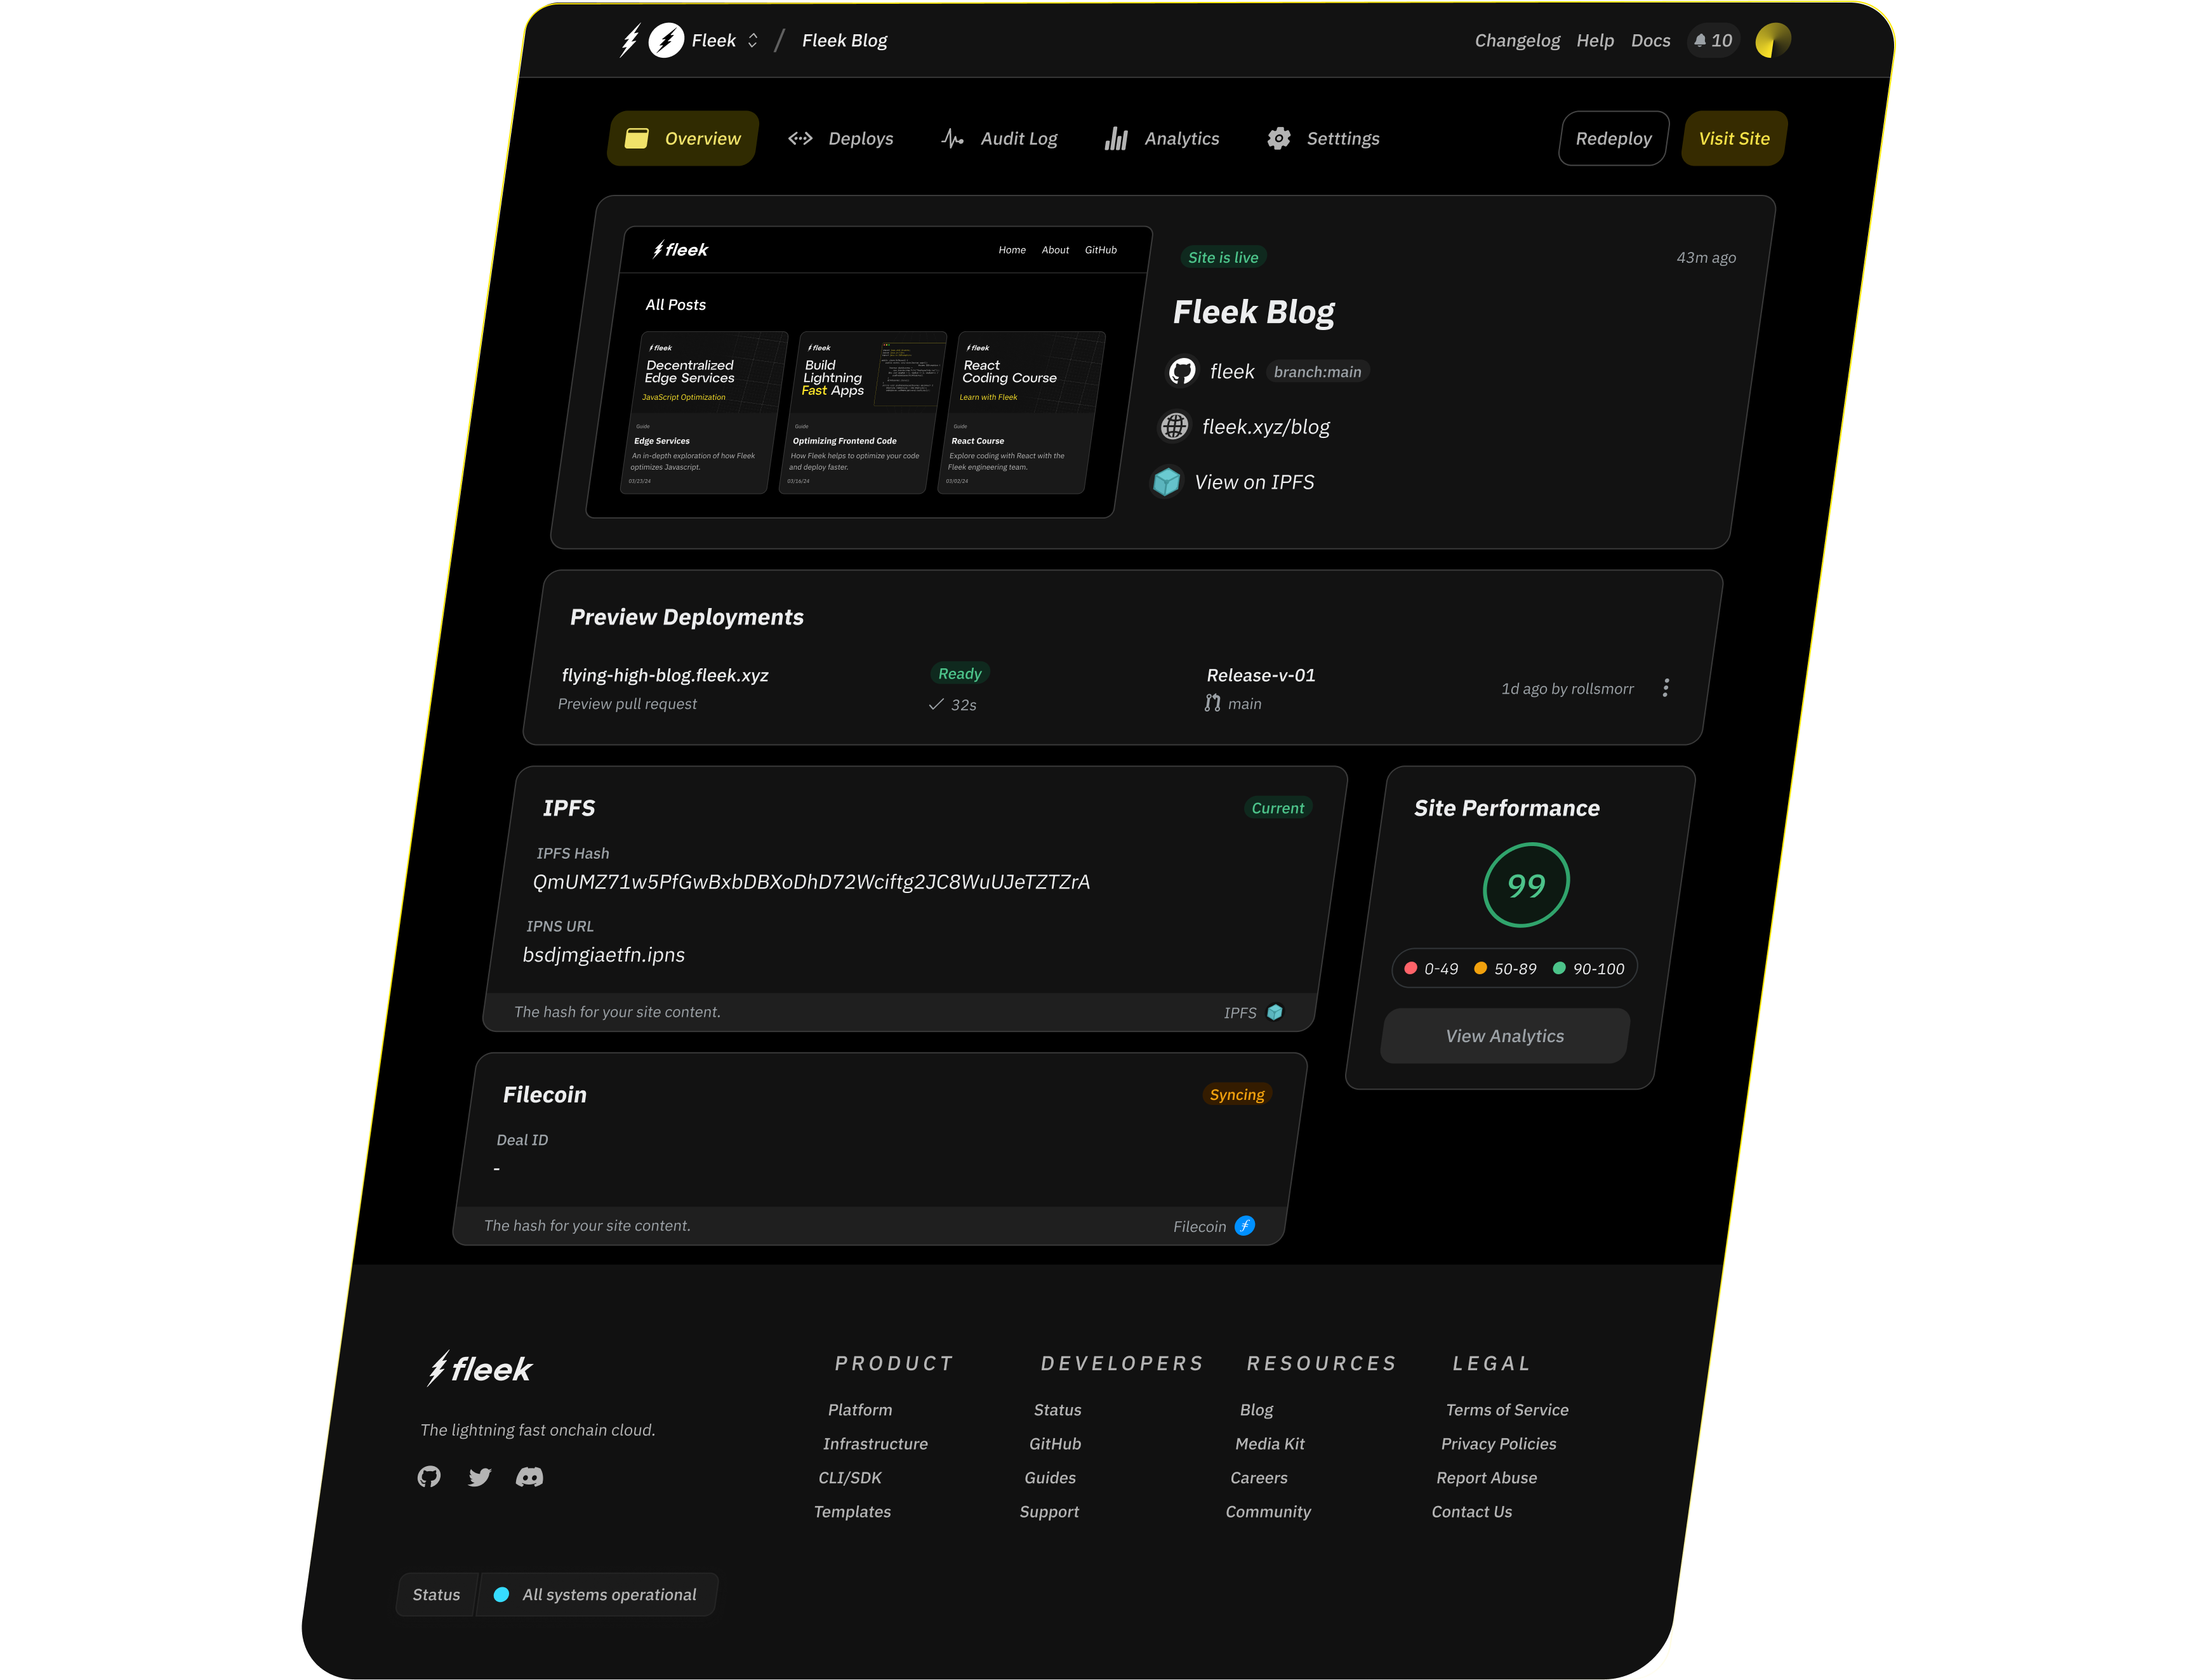 Fleek / Fleek Blog
Changelog Help Docs 10
Overview Deploys Audit Log Analytics Setttings
Redeploy Visit Site
fleek Home About GitHub
All Posts
fleek
Decentralized
Edge Services
JavaScript Optimization
Guide
Edge Services
An in-depth exploration of how Fleek
optimizes Javascript.
03/23/24
fleek
Build
Lightning
Fast Apps
Guide
Optimizing Frontend Code
How Fleek helps to optimize your code
and deploy faster.
03/16/24
fleek
React
Coding Course
Learn with Fleek
Guide
React Course
Explore coding with React with the
Fleek engineering team.
03/02/24
Site is live 43m ago
Fleek Blog
fleek branch:main
fleek.xyz/blog
View on IPFS
Preview Deployments
flying-high-blog.fleek.xyz Ready Release-v-01
Preview pull request 32s main
1d ago by rollsmorr
IPFS Current
IPFS Hash
QmUMZ71w5PfGwBxbDBXoDhD72Wciftg2JC8WuUJeTZTZrA
IPNS URL
bsdjmgiaetfn.ipns
The hash for your site content. IPFS
Site Performance
99
0-49 50-89 90-100
View Analytics
Filecoin Syncing
Deal ID
-
The hash for your site content. Filecoin
fleek
The lightning fast onchain cloud.
PRODUCT
Platform
Infrastructure
CLI/SDK
Templates
DEVELOPERS
Status
GitHub
Guides
Support
RESOURCES
Blog
Media Kit
Careers
Community
LEGAL
Terms of Service
Privacy Policies
Report Abuse
Contact Us
Status All systems operational